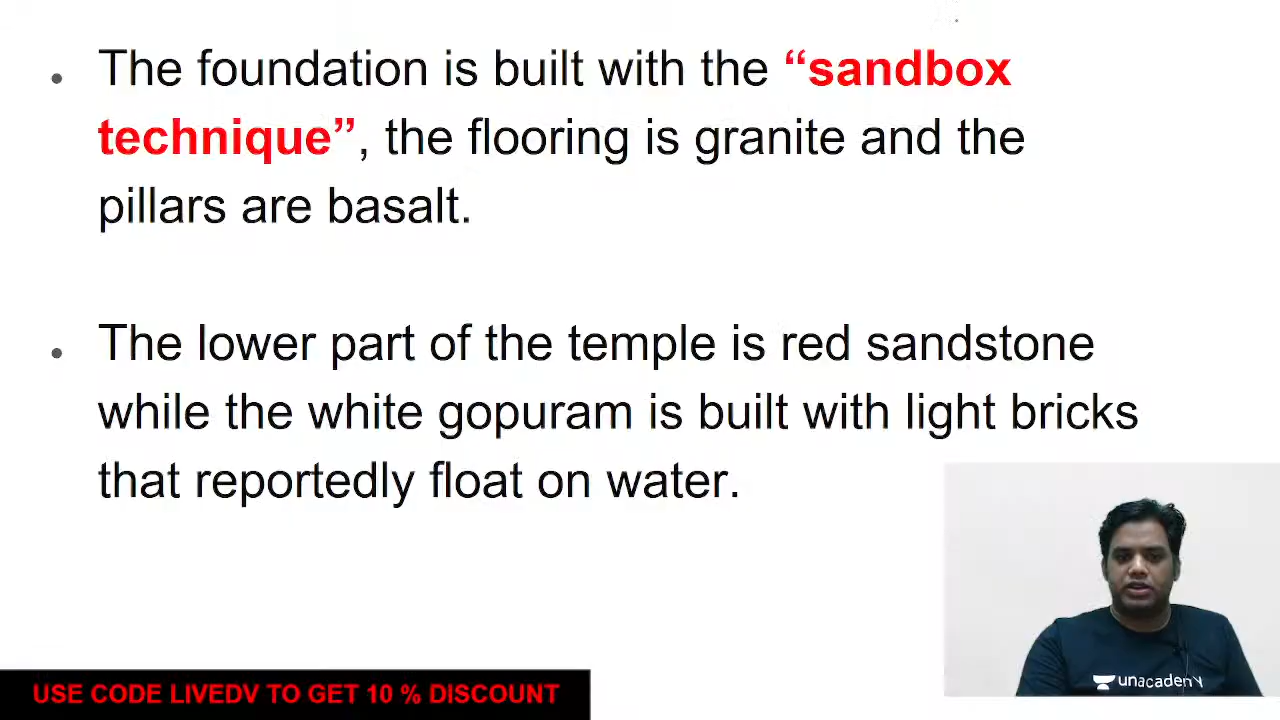 The foundation is built with the “sandbox
technique”, the flooring is granite and the
pillars are basalt.
The lower part of the temple is red sandstone
while the white gopuram is built with light bricks
that reportedly float on water.
unacademy
USE CODE LIVEDV TO GET 10 % DISCOUNT